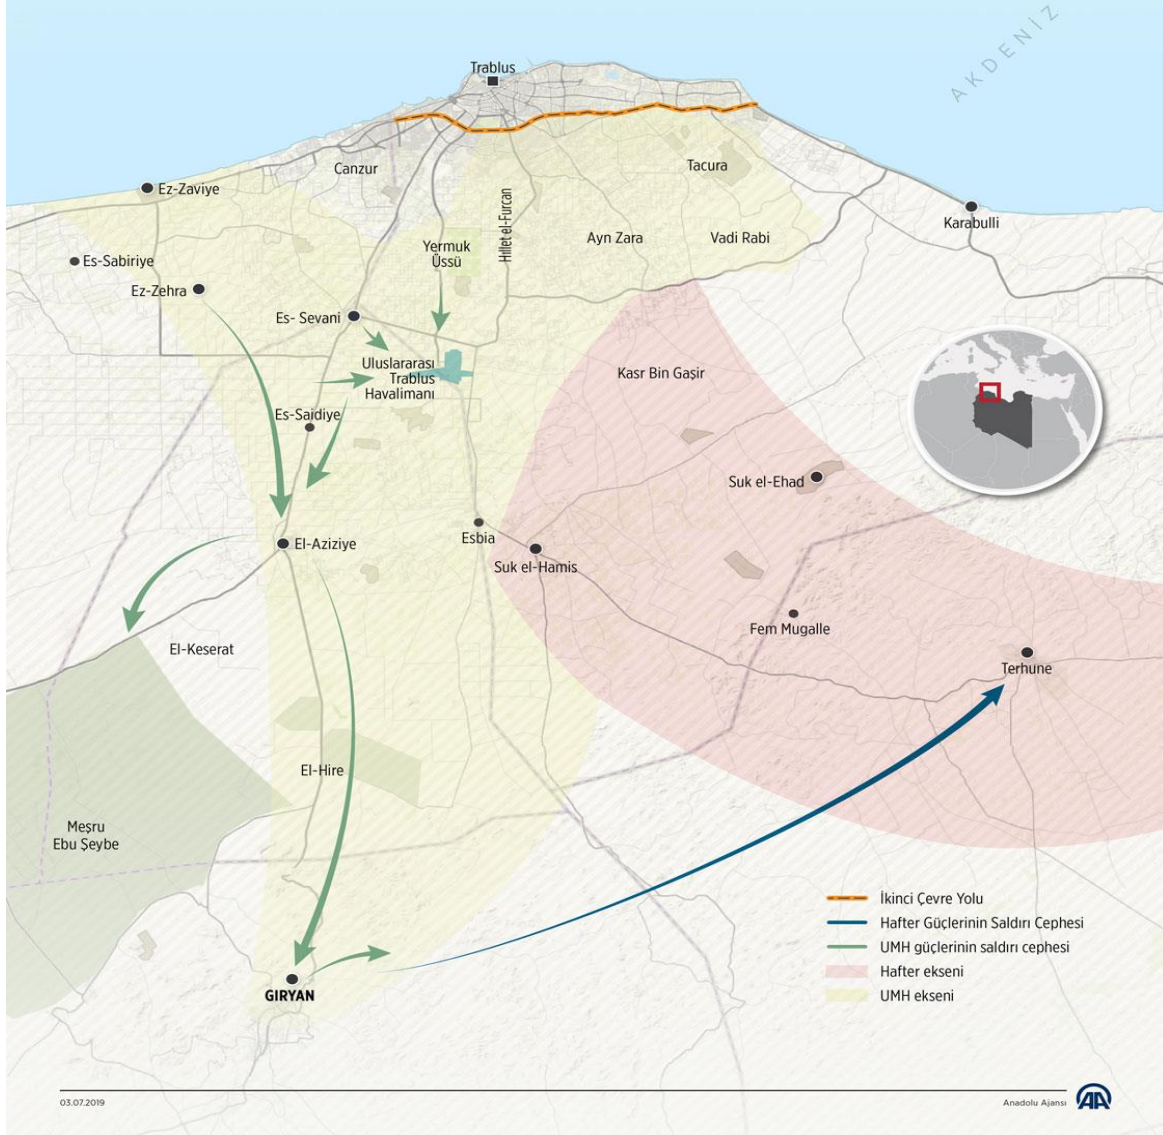 AKDENİZ
Trablus
Canzur
Tacura
Ez-Zaviye
Karabulli
Hillet el-Furcan
Ayn Zara
Vadi Rabi
Yermuk
Üssü
Es-Sabiriye
Ez-Zehra
Es- Sevani
Uluslararası
Trablus
Havalimanı
Kasr Bin Gaşir
Es-Saidiye
Suk el-Ehad
Esbia
El-Aziziye
Suk el-Hamis
Fem Mugalle
El-Keserat
Terhune
El-Hire
Meşru
Ebu Şeybe
GIRYAN
İkinci Çevre Yolu
Hafter Güçlerinin Saldırı Cephesi
UMH güçlerinin saldırı cephesi
Hafter ekseni
UMH ekseni
03.07.2019
Anadolu Ajansı
AA